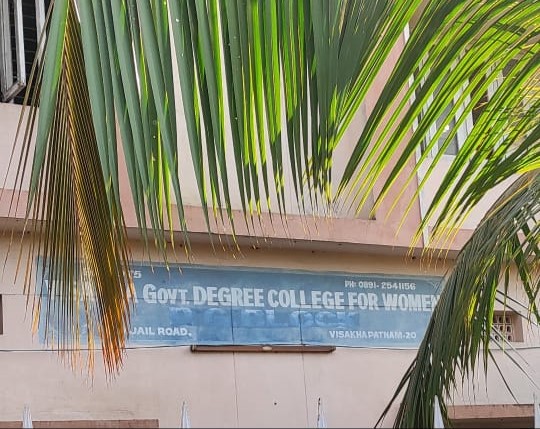 PH: 0891-2541156
GOVT. DEGREE COLLEGE FOR WOMEN
JAIL ROAD.
VISAKHAPATNAM-20